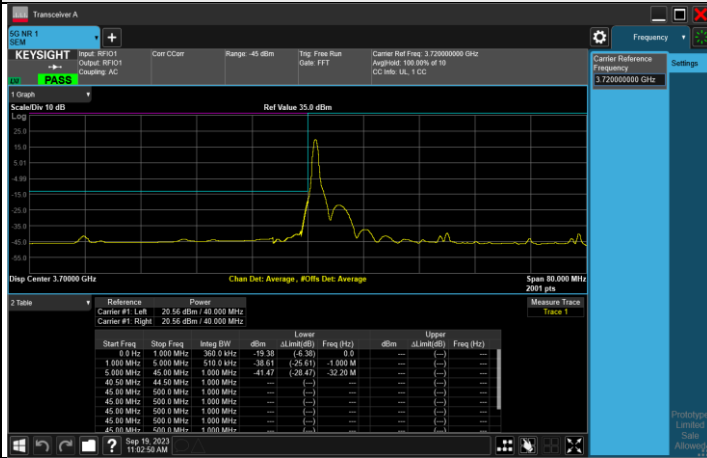 Transceiver A
5G NR 1
SEM
Frequency
KEYSIGHT
PASS
Input: RFIO1
Output: RFIO1
Coupling: AC
Corr CCorr
Range: -45 dBm
Trig: Free Run
Gate: FFT
Carrier Ref Freq: 3.720000000 GHz
Avg|Hold: 100.00% of 10
CC Info: UL, 1 CC
Carrier Reference
Frequency
3.720000000 GHz
Settings
1 Graph
Scale/Div 10 dB
Ref Value 35.0 dBm
Log
25.0
15.0
5.01
-4.99
-15.0
-25.0
-35.0
-45.0
-55.0
Disp Center 3.70000 GHz
Chan Det: Average , #Offs Det: Average
Span 80.000 MHz
2001 pts
2 Table
Reference Power
Carrier #1: Left 20.56 dBm / 40.000 MHz
Carrier #1: Right 20.56 dBm / 40.000 MHz
Measure Trace
Trace 1
Lower Upper
Start Freq Stop Freq Integ BW dBm ΔLimit(dB) Freq (Hz) dBm ΔLimit(dB) Freq (Hz)
0.0 Hz 1.000 MHz 360.0 kHz -19.38 (-6.38) 0.0 --- (---) ---
1.000 MHz 5.000 MHz 510.0 kHz -38.61 (-25.61) -1.000 M --- (---) ---
5.000 MHz 45.00 MHz 1.000 MHz -41.47 (-28.47) -32.20 M --- (---) ---
40.50 MHz 44.50 MHz 1.000 MHz --- (---) --- --- (---) ---
45.00 MHz 500.0 MHz 1.000 MHz --- (---) --- --- (---) ---
45.00 MHz 500.0 MHz 1.000 MHz --- (---) --- --- (---) ---
45.00 MHz 500.0 MHz 1.000 MHz --- (---) --- --- (---) ---
45.00 MHz 500.0 MHz 1.000 MHz --- (---) --- --- (---) ---
Prototype
Limited
Sale
Allowed
Sep 19, 2023
11:02:50 AM